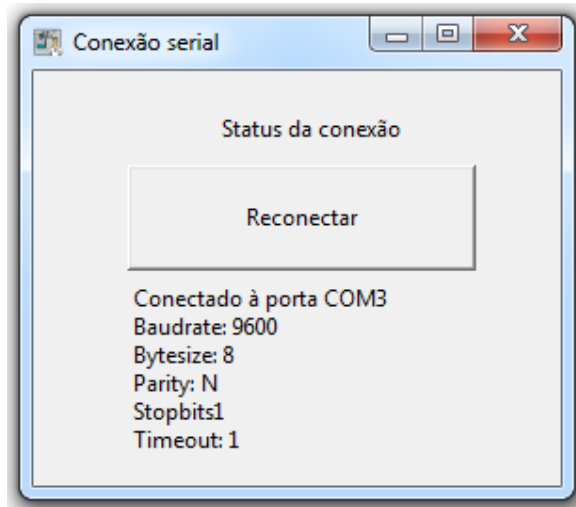 Conexão serial
Status da conexão
Reconectar
Conectado à porta COM3
Baudrate: 9600
Bytesize: 8
Parity: N
Stopbits1
Timeout: 1